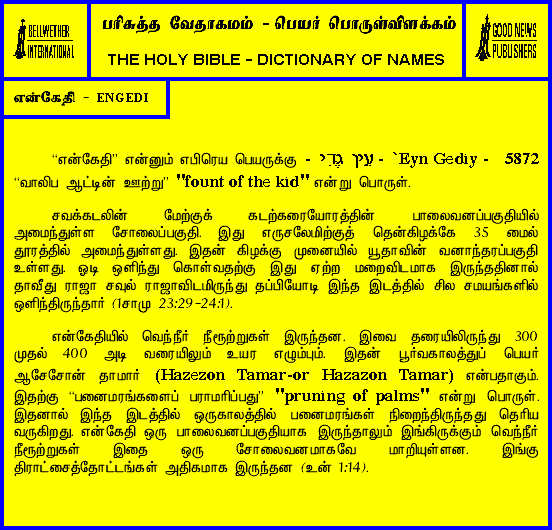 BELLWETHER
INTERNATIONAL
பரிசுத்த வேதாகமம் - பெயர் பொருள்விளக்கம்
THE HOLY BIBLE - DICTIONARY OF NAMES
GOOD NEWS
PUBLISHERS
என்கேதி - ENGEDI
“என்கேதி” என்னும் எபிரெய பெயருக்கு - עֵין גֶּדִי - `Eyn Gediy - 5872
“வாலிப ஆட்டின் ஊற்று” "fount of the kid" என்று பொருள்.
சவக்கடலின் மேற்குக் கடற்கரையோரத்தின் பாலைவனப்பகுதியில்
அமைந்துள்ள சோலைப்பகுதி. இது எருசலேமிற்குத் தென்கிழக்கே 35 மைல்
தூரத்தில் அமைந்துள்ளது. இதன் கிழக்கு முனையில் யூதாவின் வனாந்தரப்பகுதி
உள்ளது. ஓடி ஒளிந்து கொள்வதற்கு இது ஏற்ற மறைவிடமாக இருந்ததினால்
தாவீது ராஜா சவுல் ராஜாவிடமிருந்து தப்பியோடி இந்த இடத்தில் சில சமயங்களில்
ஒளிந்திருந்தார் (1சாமு 23:29-24:1).
என்கேதியில் வெந்நீர் நீரூற்றுகள் இருந்தன. இவை தரையிலிருந்து 300
முதல் 400 அடி வரையிலும் உயர எழும்பும். இதன் பூர்வகாலத்துப் பெயர்
ஆசேசோன் தாமார் (Hazezon Tamar-or Hazazon Tamar) என்பதாகும்.
இதற்கு “பனைமரங்களைப் பராமரிப்பது” "pruning of palms" என்று பொருள்.
இதனால் இந்த இடத்தில் ஒருகாலத்தில் பனைமரங்கள் நிறைந்திருந்தது தெரிய
வருகிறது. என்கேதி ஒரு பாலைவனப்பகுதியாக இருந்தாலும் இங்கிருக்கும் வெந்நீர்
நீரூற்றுகள் இதை ஒரு சோலைவனமாகவே மாறியுள்ளன. இங்கு
திராட்சைத்தோட்டங்கள் அதிகமாக இருந்தன (உன் 1:14).